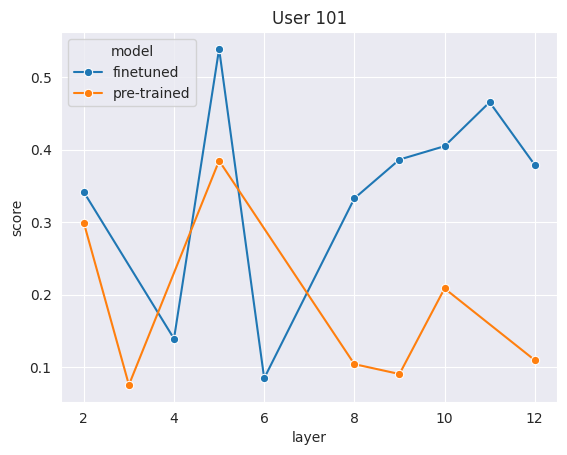 User 101
model
finetuned
pre-trained
0.5
0.4
0.3
0.2
0.1
score
2 4 6 8 10 12
layer